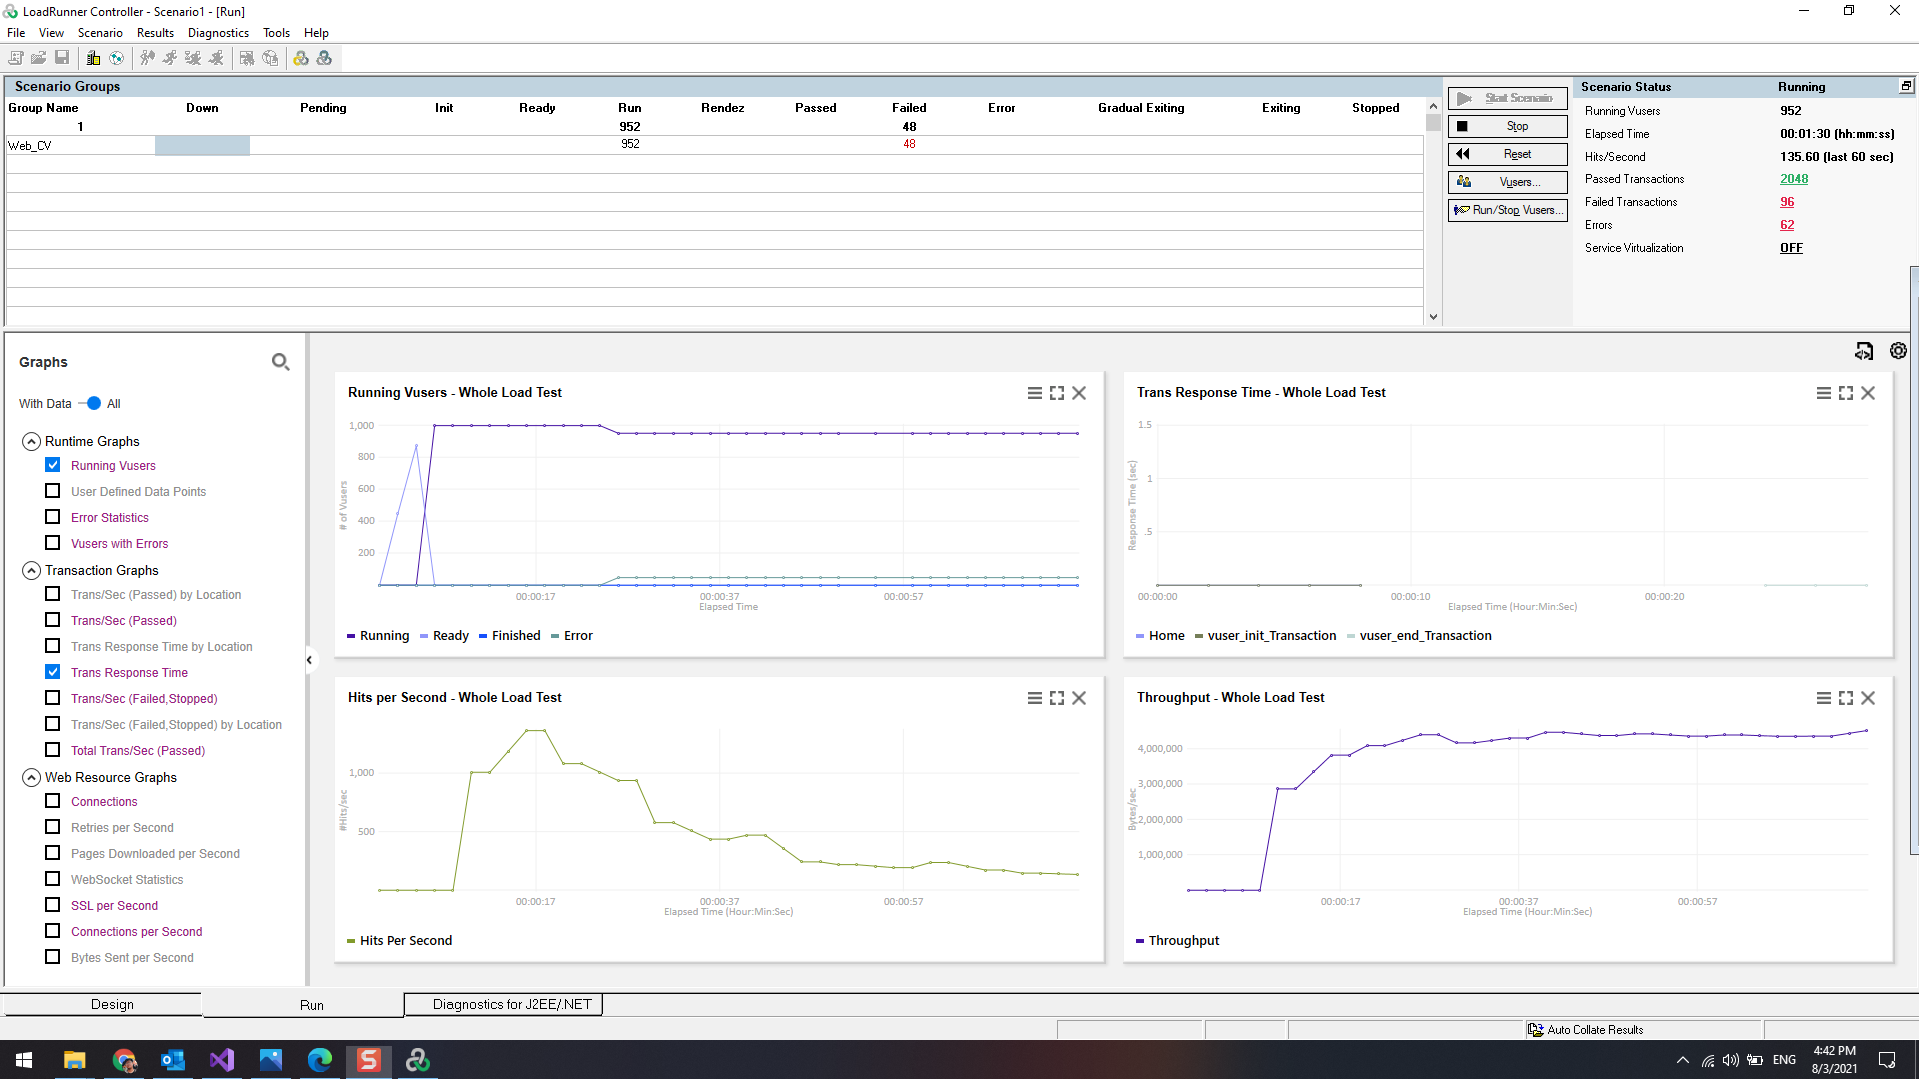 LoadRunner Controller - Scenario1 - [Run]
File View Scenario Results Diagnostics Tools Help
Scenario Groups
Group Name Down Pending Init Ready Run Rendez Passed Failed Error Gradual Exiting Exiting Stopped
1 952 48
Web_CV 952 48
Start Scenario
Stop
Reset
Vusers...
Run/Stop Vusers...
Scenario Status Running
Running Vusers 952
Elapsed Time 00:01:30 (hh:mm:ss)
Hits/Second 135.60 (last 60 sec)
Passed Transactions 2048
Failed Transactions 96
Errors 62
Service Virtualization OFF
Graphs
With Data All
Runtime Graphs
Running Vusers
User Defined Data Points
Error Statistics
Vusers with Errors
Transaction Graphs
Trans/Sec (Passed) by Location
Trans/Sec (Passed)
Trans Response Time by Location
Trans Response Time
Trans/Sec (Failed,Stopped)
Trans/Sec (Failed,Stopped) by Location
Total Trans/Sec (Passed)
Web Resource Graphs
Connections
Retries per Second
Pages Downloaded per Second
WebSocket Statistics
SSL per Second
Connections per Second
Bytes Sent per Second
Running Vusers - Whole Load Test
# of Vusers
1,000
800
600
400
200
00:00:17 00:00:37 00:00:57
Elapsed Time
Running Ready Finished Error
Trans Response Time - Whole Load Test
Response Time (sec)
1.5
1
.5
00:00:00 00:00:10 00:00:20
Elapsed Time (Hour:Min:Sec)
Home vuser_init_Transaction vuser_end_Transaction
Hits per Second - Whole Load Test
#Hits/sec
1,000
500
00:00:17 00:00:37 00:00:57
Elapsed Time (Hour:Min:Sec)
Hits Per Second
Throughput - Whole Load Test
Bytes/sec
4,000,000
3,000,000
2,000,000
1,000,000
00:00:17 00:00:37 00:00:57
Elapsed Time (Hour:Min:Sec)
Throughput
Design Run Diagnostics for J2EE/.NET
Auto Collate Results
S
ENG
4:42 PM
8/3/2021